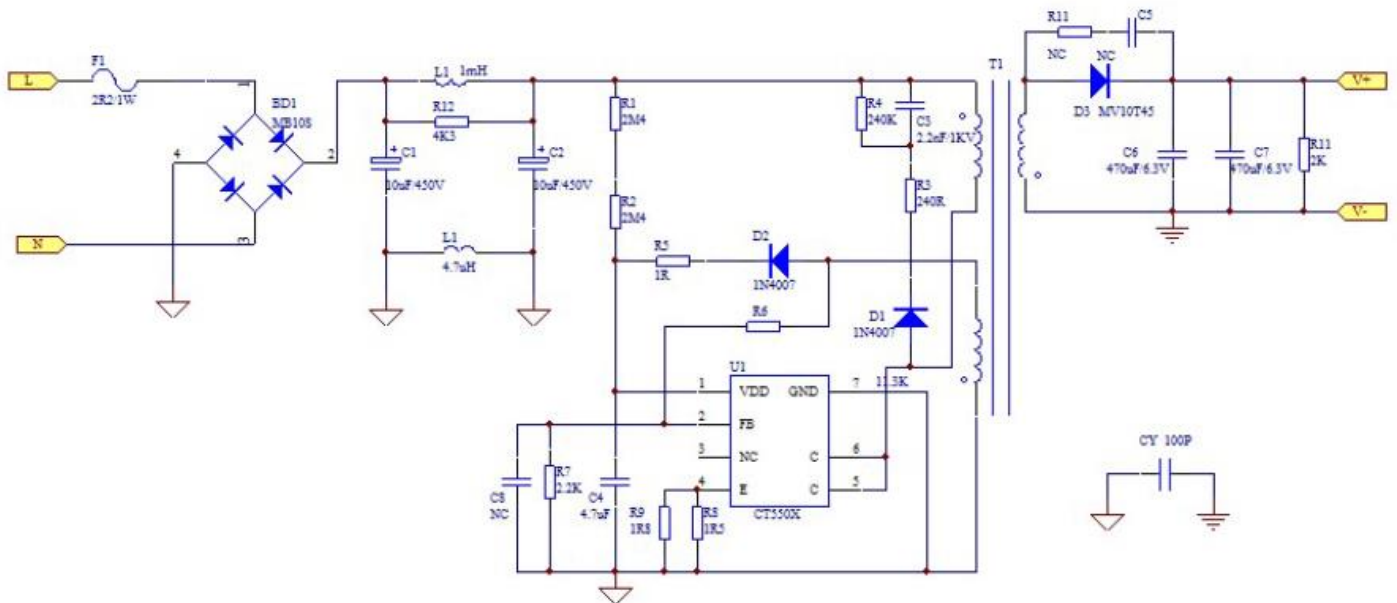 L
F1
2R2/1W
N
1
BD1
MB10S
4
2
3
L1 1mH
R12
4K3
+
C1
10uF/450V
+
C2
10uF/450V
L1
4.7uH
R1
2M4
R2
2M4
R4
240K
C3
2.2nF/1KV
R3
240R
R5
1R
D2
1N4007
R6
D1
1N4007
T1
R11
NC
C5
NC
D3 MV10T45
C6
470uF/6.3V
C7
470uF/6.3V
R11
2K
V+
V-
U1
11.3K
1
VDD
GND
7
2
FB
3
NC
C
6
4
E
C
5
CT550X
C8
NC
R7
2.2K
C4
4.7uF
R9
1R8
R8
1R5
CY 100P